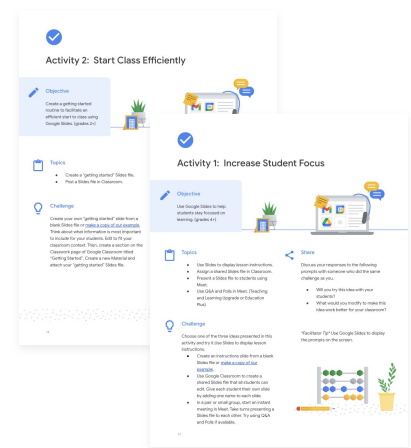 Activity 2:  Start Class Efficiently
Objective
Create a getting started
routine to facilitate an
efficient start to class using
Google Slides. (grades 2+)
Topics
Create a "getting started" Slides file.
Post a Slides file in Classroom.
Challenge
Create your own "getting started" slide from a
blank Slides file or make a copy of our example.
Think about what information is most important
to include for your students. Edit to fit your
classroom context. Then, create a section on the
Classwork page of Google Classroom titled
"Getting Started". Create a new Material and
attach your "getting started" Slides file.
Activity 1:  Increase Student Focus
Objective
Use Google Slides to help
students stay focused on
learning. (grades 4+)
Topics
Use Slides to display lesson instructions.
Assign a shared Slides file in Classroom.
Present a Slides file to students using
Meet.
Use Q&A and Polls in Meet. (Teaching
and Learning Upgrade or Education
Plus)
Challenge
Choose one of the three ideas presented in this
activity and try it.Use Slides to display lesson
instructions.
Create an instructions slide from a blank
Slides file or make a copy of our
example.
Use Google Classroom to create a
shared Slides file that all students can
edit. Give each student their own slide
by adding one name to each slide.
In a pair or small group, start an instant
meeting in Meet. Take turns presenting a
Slides file to each other. Try using Q&A
and Polls if available.
Share
Discuss your responses to the following
prompts with someone who did the same
challenge as you.
Will you try this idea with your
students?
What would you modify to make this
idea work better for your classroom?
*Facilitator Tip* Use Google Slides to display
the prompts on the screen.